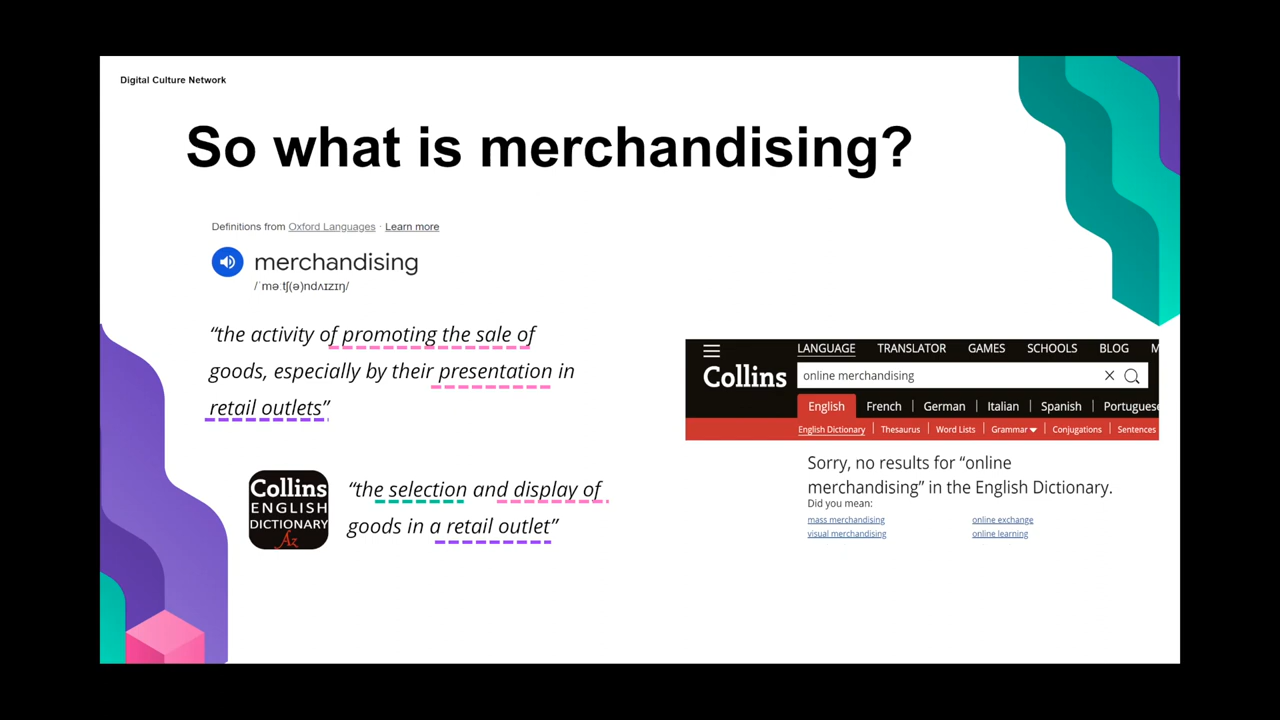 Digital Culture Network
So what is merchandising?
Definitions from Oxford Languages · Learn more
merchandising
/ˈməːtʃ(ə)ndʌɪzɪŋ/
“the activity of promoting the sale of
goods, especially by their presentation in
retail outlets”
Collins
ENGLISH
DICTIONARY
Az
“the selection and display of
goods in a retail outlet”
LANGUAGE TRANSLATOR GAMES SCHOOLS BLOG M
Collins
online merchandising
English French German Italian Spanish Portuguese
English Dictionary Thesaurus Word Lists Grammar Conjugations Sentences
Sorry, no results for “online
merchandising” in the English Dictionary.
Did you mean:
mass merchandising online exchange
visual merchandising online learning